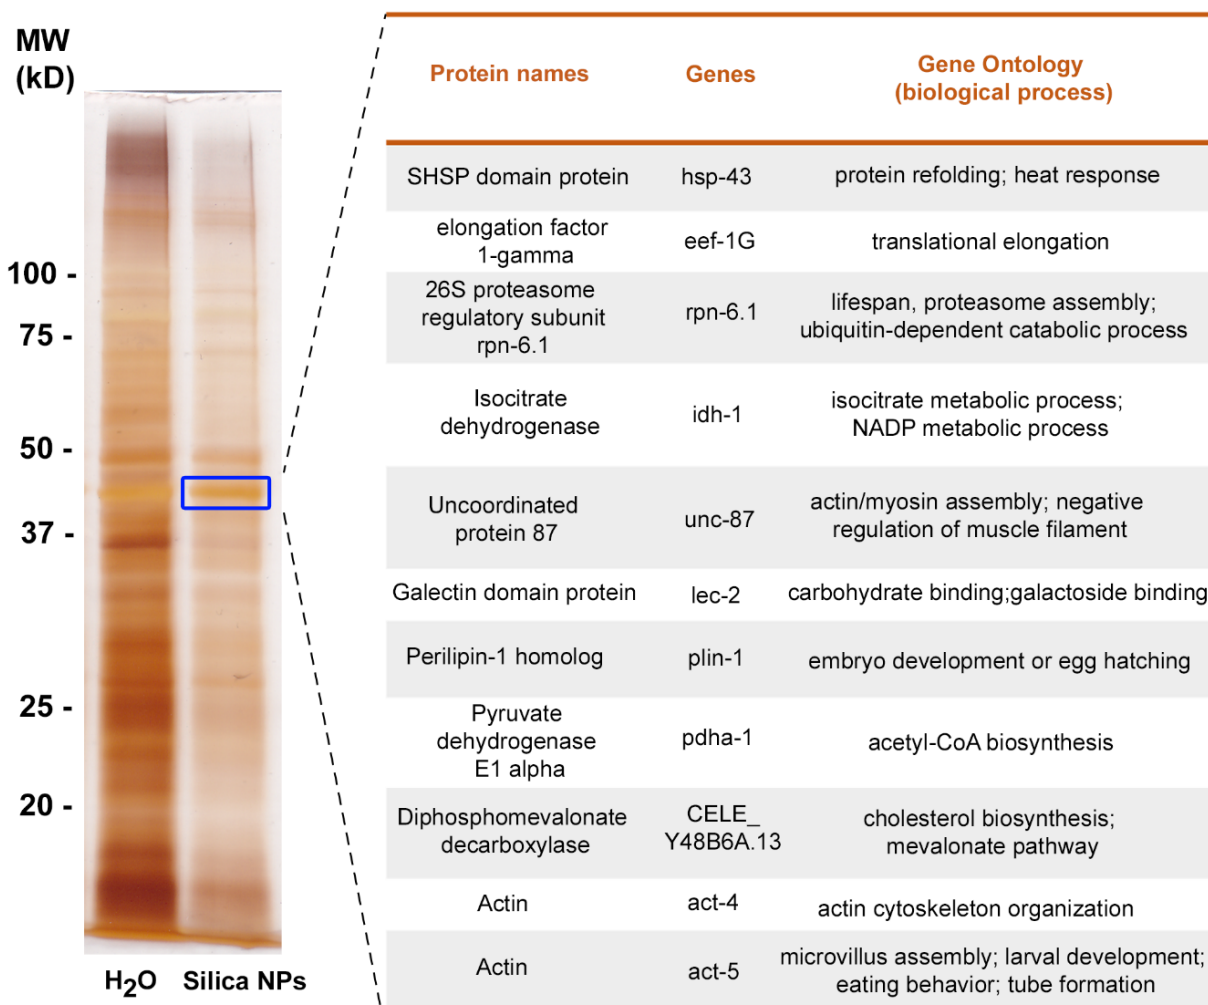 MW
(kD)
100 -
75 -
50 -
37 -
25 -
20 -
H₂O Silica NPs
Protein names Genes Gene Ontology
(biological process)
SHSP domain protein hsp-43 protein refolding; heat response
elongation factor
1-gamma eef-1G translational elongation
26S proteasome
regulatory subunit
rpn-6.1 rpn-6.1 lifespan, proteasome assembly;
ubiquitin-dependent catabolic process
Isocitrate
dehydrogenase idh-1 isocitrate metabolic process;
NADP metabolic process
Uncoordinated
protein 87 unc-87 actin/myosin assembly; negative
regulation of muscle filament
Galectin domain protein lec-2 carbohydrate binding;galactoside binding
Perilipin-1 homolog plin-1 embryo development or egg hatching
Pyruvate
dehydrogenase
E1 alpha pdha-1 acetyl-CoA biosynthesis
Diphosphomevalonate
decarboxylase CELE_
Y48B6A.13 cholesterol biosynthesis;
mevalonate pathway
Actin act-4 actin cytoskeleton organization
Actin act-5 microvillus assembly; larval development;
eating behavior; tube formation